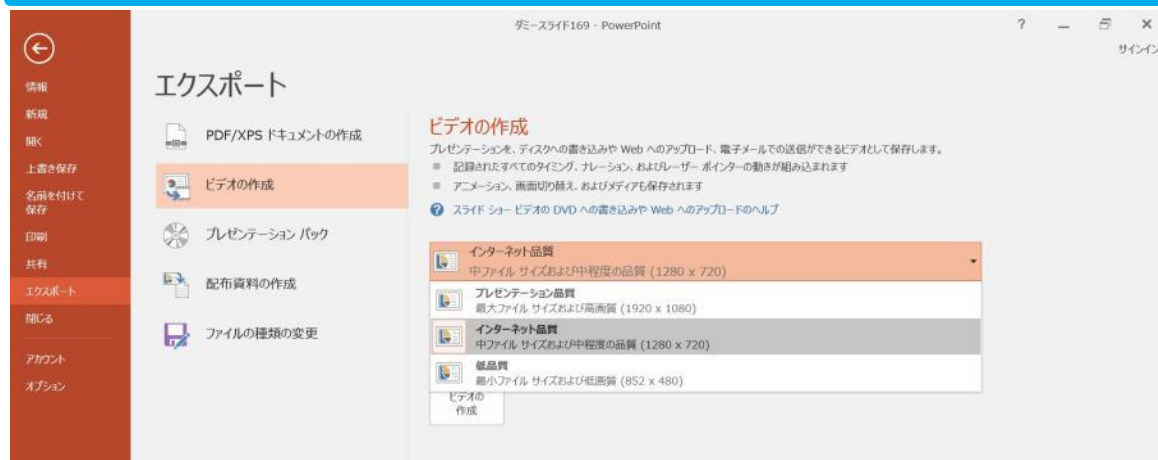 ダミースライド169 - PowerPoint
?
サインイン
情報
新規
開く
上書き保存
名前を付けて
保存
印刷
共有
エクスポート
閉じる
アカウント
オプション
エクスポート
PDF/XPS ドキュメントの作成
ビデオの作成
プレゼンテーション パック
配布資料の作成
ファイルの種類の変更
ビデオの作成
プレゼンテーションを、ディスクへの書き込みや Web へのアップロード、電子メールでの送信ができるビデオとして保存します。
記録されたすべてのタイミング、ナレーション、およびレーザー ポインターの動きが組み込まれます
アニメーション、画面切り替え、およびメディアも保存されます
スライド ショー ビデオの DVD への書き込みや Web へのアップロードのヘルプ
インターネット品質
中ファイル サイズおよび中程度の品質 (1280 x 720)
プレゼンテーション品質
最大ファイル サイズおよび高画質 (1920 x 1080)
インターネット品質
中ファイル サイズおよび中程度の品質 (1280 x 720)
低品質
最小ファイル サイズおよび低画質 (852 x 480)
ビデオの
作成